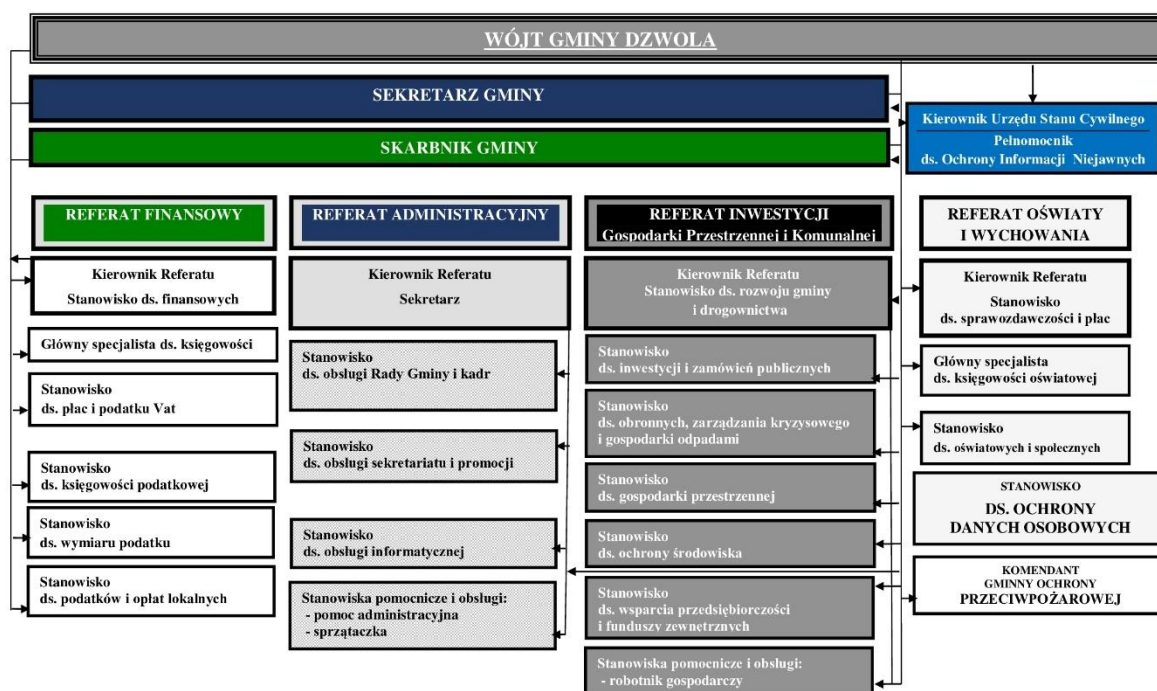 WÓJT GMINY DZWOLA
SEKRETARZ GMINY
SKARBNIK GMINY
Kierownik Urzędu Stanu Cywilnego
Pełnomocnik
ds. Ochrony Informacji Niejawnych
REFERAT FINANSOWY
Kierownik Referatu
Stanowisko ds. finansowych
Główny specjalista ds. księgowości
Stanowisko
ds. płac i podatku Vat
Stanowisko
ds. księgowości podatkowej
Stanowisko
ds. wymiaru podatku
Stanowisko
ds. podatków i opłat lokalnych
REFERAT ADMINISTRACYJNY
Kierownik Referatu
Sekretarz
Stanowisko
ds. obsługi Rady Gminy i kadr
Stanowisko
ds. obsługi sekretariatu i promocji
Stanowisko
ds. obsługi informatycznej
Stanowiska pomocnicze i obsługi:
- pomoc administracyjna
- sprzątaczka
REFERAT INWESTYCJI
Gospodarki Przestrzennej i Komunalnej
Kierownik Referatu
Stanowisko ds. rozwoju gminy
i drogownictwa
Stanowisko
ds. inwestycji i zamówień publicznych
Stanowisko
ds. obronnych, zarządzania kryzysowego
i gospodarki odpadami
Stanowisko
ds. gospodarki przestrzennej
Stanowisko
ds. ochrony środowiska
Stanowisko
ds. wsparcia przedsiębiorczości
i funduszy zewnętrznych
Stanowiska pomocnicze i obsługi:
- robotnik gospodarczy
REFERAT OŚWIATY
I WYCHOWANIA
Kierownik Referatu
Stanowisko
ds. sprawozdawczości i płac
Główny specjalista
ds. księgowości oświatowej
Stanowisko
ds. oświatowych i społecznych
STANOWISKO
DS. OCHRONY
DANYCH OSOBOWYCH
KOMENDANT
GMINNY OCHRONY
PRZECIWPOŻAROWEJ